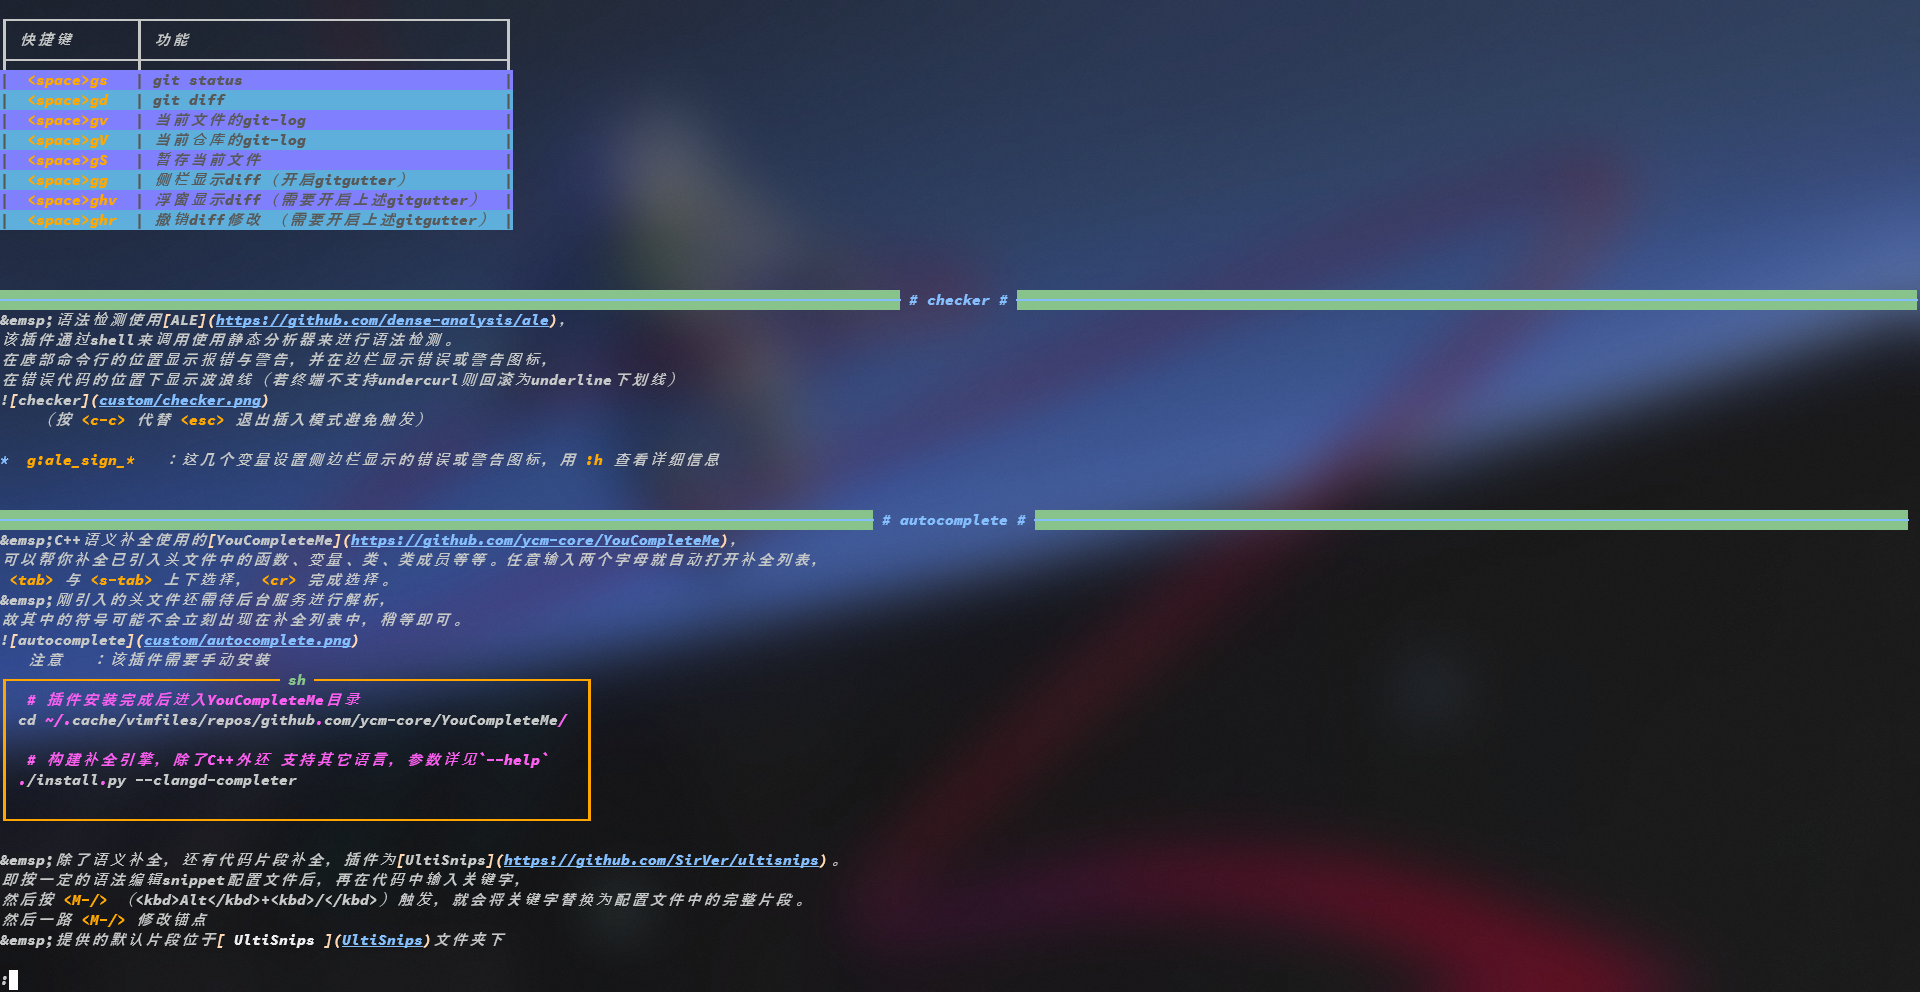 快捷键 | 功能
| <space>gs | git status |
| <space>gd | git diff |
| <space>gv | 当前文件的git-log |
| <space>gV | 当前仓库的git-log |
| <space>gS | 暂存当前文件 |
| <space>gg | 侧栏显示diff（开启gitgutter） |
| <space>ghv | 浮窗显示diff（需要开启上述gitgutter） |
| <space>ghr | 撤销diff修改 （需要开启上述gitgutter） |
# checker #
&emsp;语法检测使用[ALE](https://github.com/dense-analysis/ale)，
该插件通过shell来调用使用静态分析器来进行语法检测。
在底部命令行的位置显示报错与警告，并在边栏显示错误或警告图标，
在错误代码的位置下显示波浪线（若终端不支持undercurl则回滚为underline下划线）
![checker](custom/checker.png)
（按 <c-c> 代替 <esc> 退出插入模式避免触发）
* g:ale_sign_* ：这几个变量设置侧边栏显示的错误或警告图标，用 :h 查看详细信息
# autocomplete #
&emsp;C++语义补全使用的[YouCompleteMe](https://github.com/ycm-core/YouCompleteMe)，
可以帮你补全已引入头文件中的函数、变量、类、类成员等等。任意输入两个字母就自动打开补全列表，
<tab> 与 <s-tab> 上下选择， <cr> 完成选择。
&emsp;刚引入的头文件还需待后台服务进行解析，
故其中的符号可能不会立刻出现在补全列表中，稍等即可。
![autocomplete](custom/autocomplete.png)
注意 ：该插件需要手动安装
sh
# 插件安装完成后进入YouCompleteMe目录
cd ~/.cache/vimfiles/repos/github.com/ycm-core/YouCompleteMe/
# 构建补全引擎，除了C++外还 支持其它语言，参数详见`--help`
./install.py --clangd-completer
&emsp;除了语义补全，还有代码片段补全，插件为[UltiSnips](https://github.com/SirVer/ultisnips)。
即按一定的语法编辑snippet配置文件后，再在代码中输入关键字，
然后按 <M-/> （<kbd>Alt</kbd>+<kbd>/</kbd>）触发，就会将关键字替换为配置文件中的完整片段。
然后一路 <M-/> 修改锚点
&emsp;提供的默认片段位于[ UltiSnips ](UltiSnips)文件夹下
: